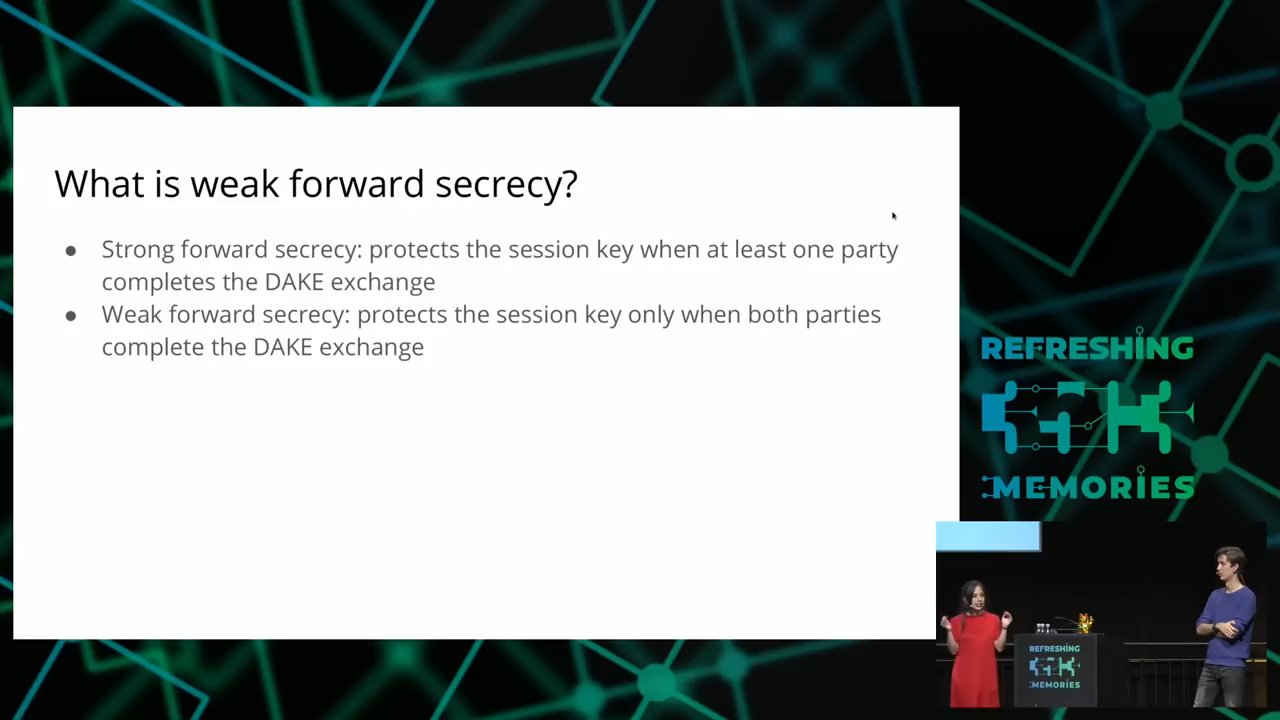 What is weak forward secrecy?
● Strong forward secrecy: protects the session key when at least one party
completes the DAKE exchange
● Weak forward secrecy: protects the session key only when both parties
complete the DAKE exchange
REFRESHING
MEMORIES
REFRESHING
MEMORIES